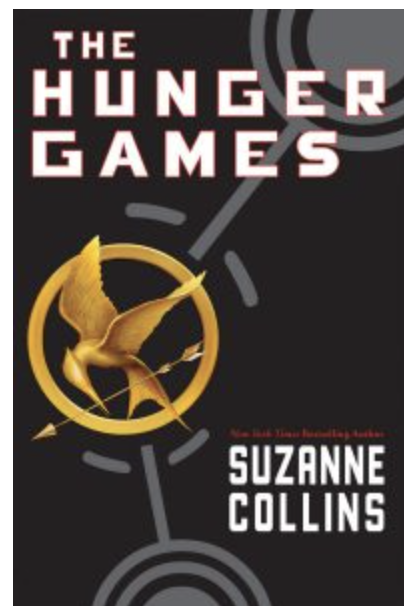 THE
HUNGER
GAMES
New York Times Bestselling Author
SUZANNE
COLLINS